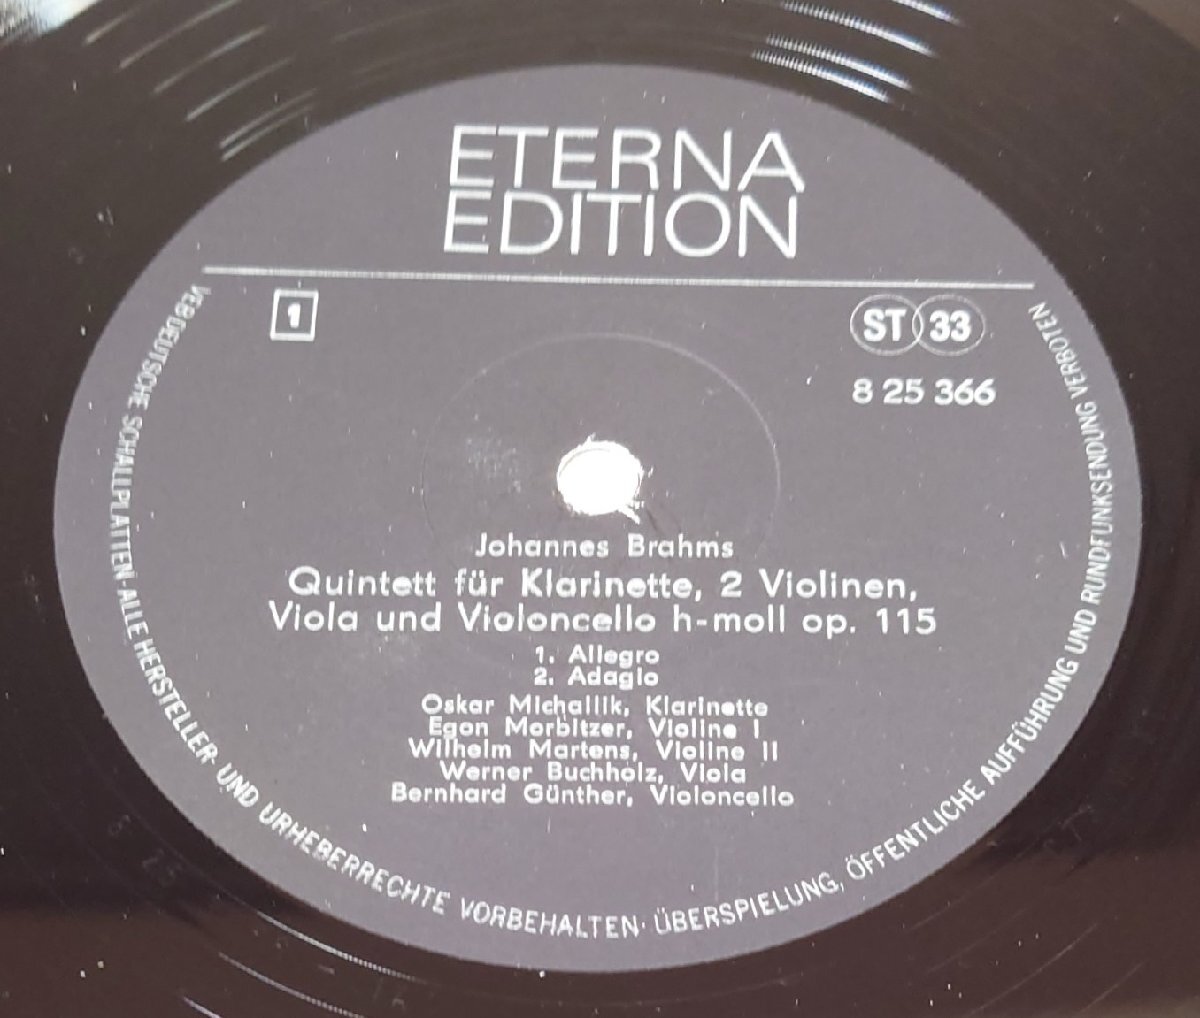 ETERNA
EDITION
1
ST 33
8 25 366
Johannes Brahms
Quintett für Klarinette, 2 Violinen,
Viola und Violoncello h-moll op. 115
1. Allegro
2. Adagio
Oskar Michallik, Klarinette
Egon Morbitzer, Violine I
Wilhelm Martens, Violine II
Werner Buchholz, Viola
Bernhard Günther, Violoncello
VEB DEUTSCHE SCHALLPLATTEN · ALLE HERSTELLER- UND URHEBERRECHTE VORBEHALTEN · ÜBERSPIELUNG, ÖFFENTLICHE AUFFÜHRUNG UND RUNDFUNKSENDUNG VERBOTEN